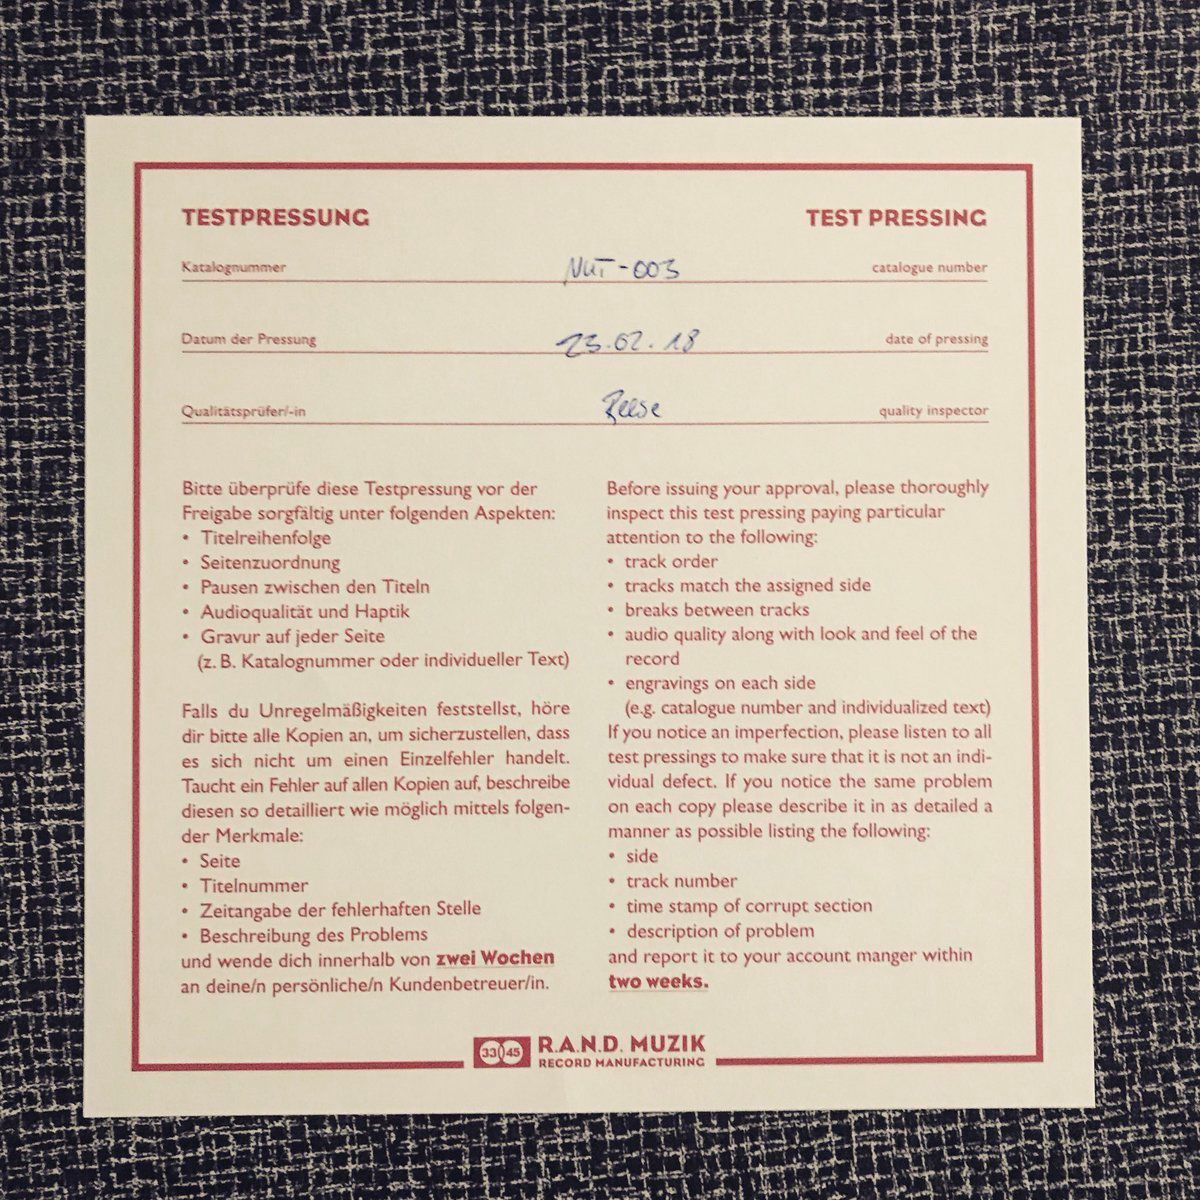 TESTPRESSUNG TEST PRESSING
Katalognummer NUT-003 catalogue number
Datum der Pressung 23.02.18 date of pressing
Qualitätsprüfer/-in Reese quality inspector
Bitte überprüfe diese Testpressung vor der
Freigabe sorgfältig unter folgenden Aspekten:
• Titelreihenfolge
• Seitenzuordnung
• Pausen zwischen den Titeln
• Audioqualität und Haptik
• Gravur auf jeder Seite
(z. B. Katalognummer oder individueller Text)
Falls du Unregelmäßigkeiten feststellst, höre
dir bitte alle Kopien an, um sicherzustellen, dass
es sich nicht um einen Einzelfehler handelt.
Taucht ein Fehler auf allen Kopien auf, beschreibe
diesen so detailliert wie möglich mittels folgen-
der Merkmale:
• Seite
• Titelnummer
• Zeitangabe der fehlerhaften Stelle
• Beschreibung des Problems
und wende dich innerhalb von zwei Wochen
an deine/n persönliche/n Kundenbetreuer/in.
Before issuing your approval, please thoroughly
inspect this test pressing paying particular
attention to the following:
• track order
• tracks match the assigned side
• breaks between tracks
• audio quality along with look and feel of the
record
• engravings on each side
(e.g. catalogue number and individualized text)
If you notice an imperfection, please listen to all
test pressings to make sure that it is not an indi-
vidual defect. If you notice the same problem
on each copy please describe it in as detailed a
manner as possible listing the following:
• side
• track number
• time stamp of corrupt section
• description of problem
and report it to your account manger within
two weeks.
33 45 R.A.N.D. MUZIK
RECORD MANUFACTURING